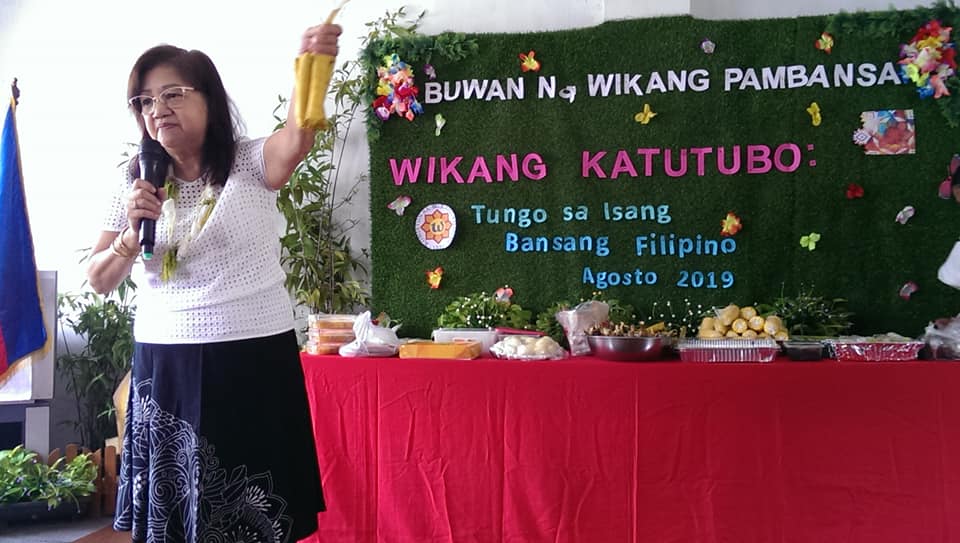 BUWAN Ng WIKANG PAMBANSA
WIKANG KATUTUBO:
Tungo sa Isang
Bansang Filipino
Agosto 2019